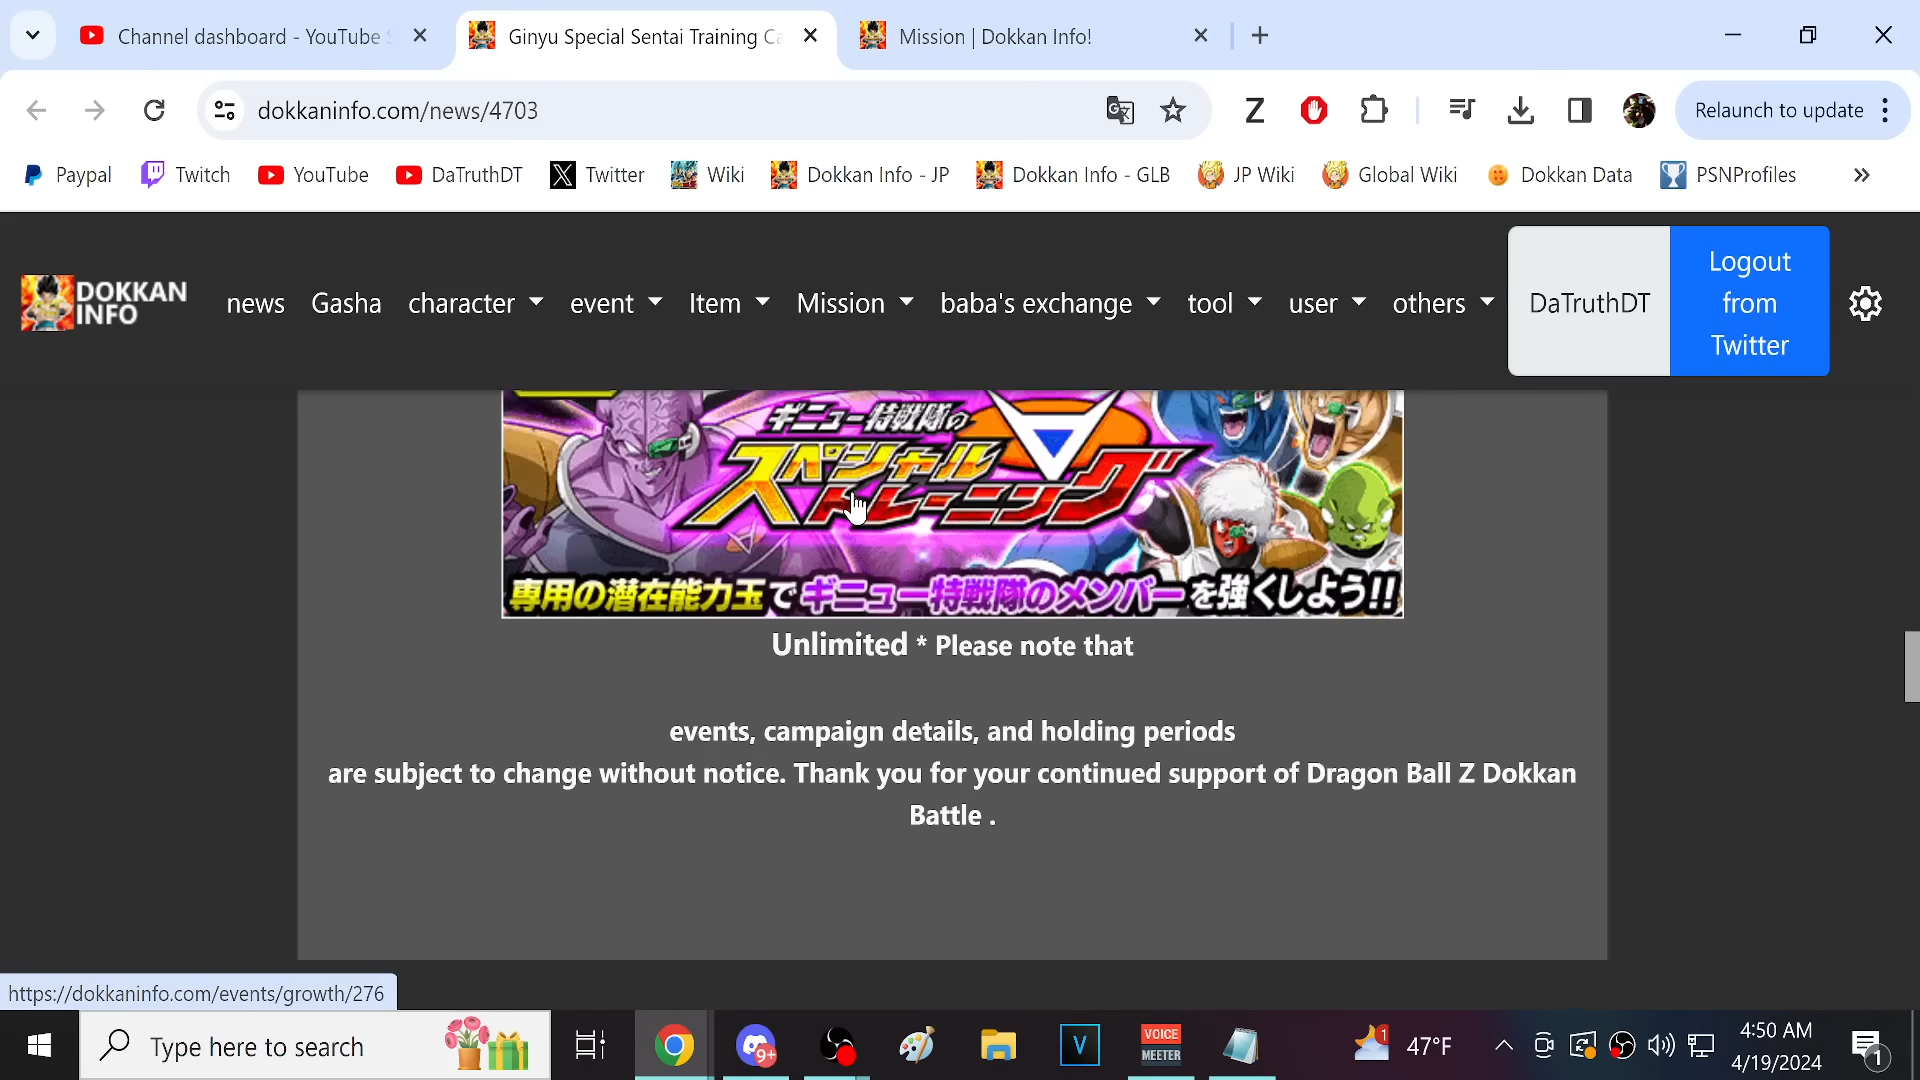 Channel dashboard - YouTube S
Ginyu Special Sentai Training Ca
Mission | Dokkan Info!
dokkaninfo.com/news/4703
Relaunch to update
Paypal
Twitch
YouTube
DaTruthDT
Twitter
Wiki
Dokkan Info - JP
Dokkan Info - GLB
JP Wiki
Global Wiki
Dokkan Data
PSNProfiles
DOKKAN
INFO
news
Gasha
character
event
Item
Mission
baba's exchange
tool
user
others
DaTruthDT
Logout
from
Twitter
ギニュー特戦隊の
スペシャル
トレーニング
専用の潜在能力玉でギニュー特戦隊のメンバーを強くしよう!!
Unlimited * Please note that
events, campaign details, and holding periods
are subject to change without notice. Thank you for your continued support of Dragon Ball Z Dokkan
Battle .
https://dokkaninfo.com/events/growth/276
Type here to search
9+
V
VOICE
MEETER
1
47°F
4:50 AM
4/19/2024
1